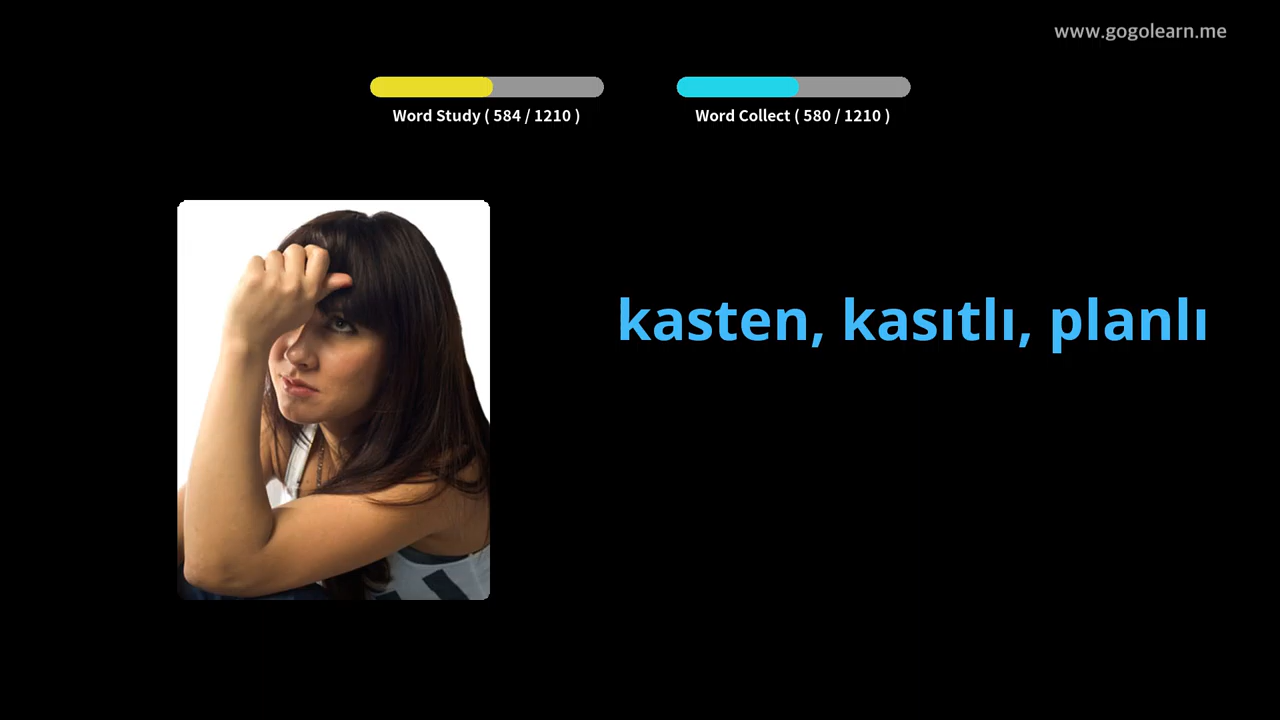 www.gogolearn.me
Word Study ( 584 / 1210 )
Word Collect ( 580 / 1210 )
kasten, kasıtlı, planlı